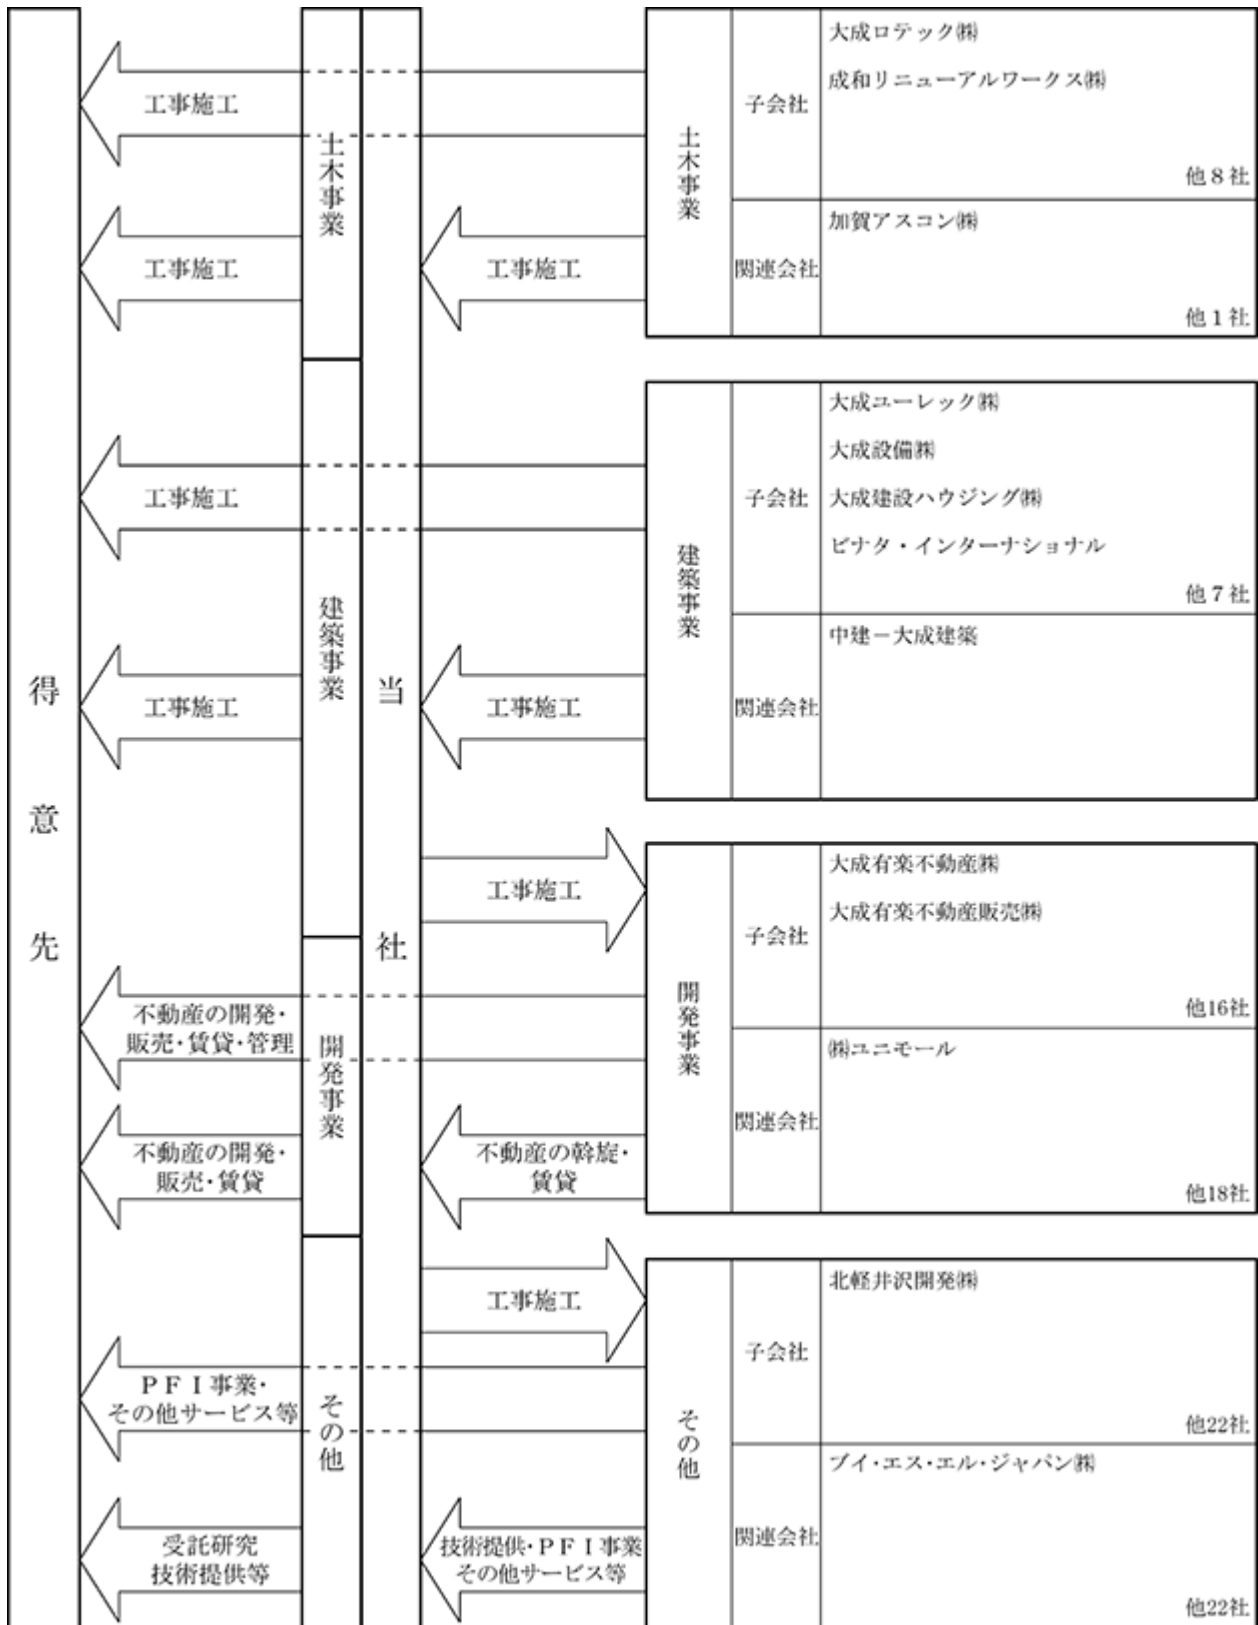 得意先
当社
土木事業
工事施工
工事施工
工事施工
土木事業
子会社
大成ロテック㈱
成和リニューアルワークス㈱
他８社
関連会社
加賀アスコン㈱
他１社
建築事業
工事施工
工事施工
工事施工
工事施工
建築事業
子会社
大成ユーレック㈱
大成設備㈱
大成建設ハウジング㈱
ビナタ・インターナショナル
他７社
関連会社
中建－大成建築
開発事業
不動産の開発・
販売・賃貸・管理
不動産の開発・
販売・賃貸
不動産の斡旋・
賃貸
開発事業
子会社
大成有楽不動産㈱
大成有楽不動産販売㈱
他16社
関連会社
㈱ユニモール
他18社
その他
工事施工
ＰＦＩ事業・
その他サービス等
受託研究
技術提供等
技術提供・ＰＦＩ事業
その他サービス等
その他
子会社
北軽井沢開発㈱
他22社
関連会社
ブイ・エス・エル・ジャパン㈱
他22社